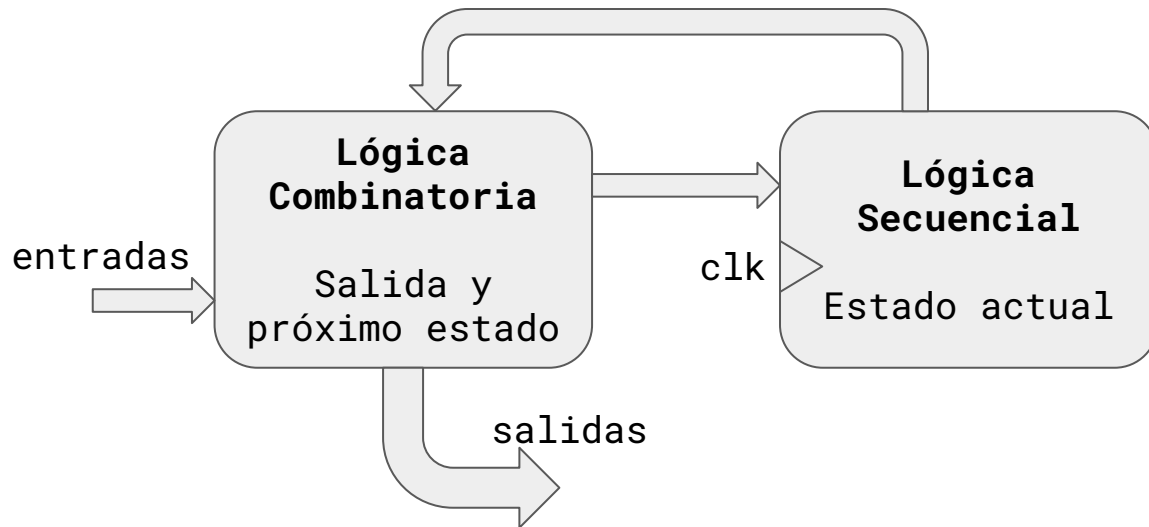 Lógica
Combinatoria
Salida y
próximo estado
entradas
salidas
clk
Lógica
Secuencial
Estado actual